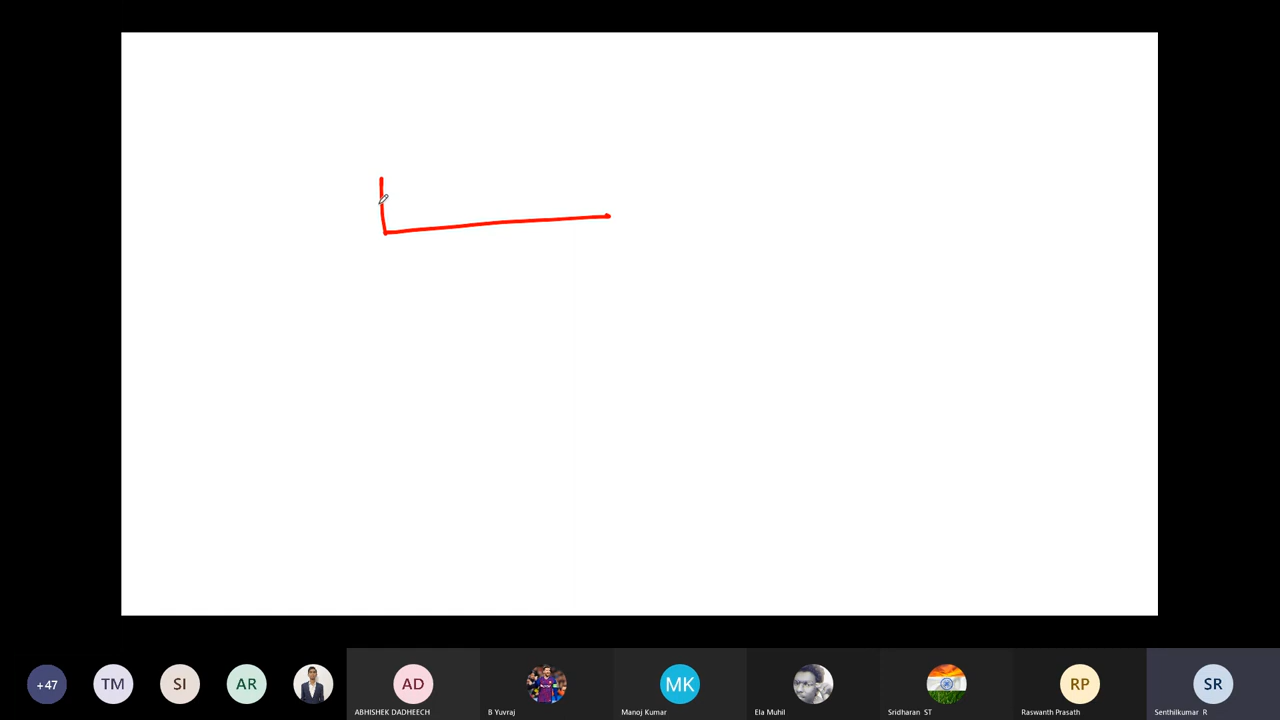 +47
TM
SI
AR
AD
MK
RP
SR
ABHISHEK DADHEECH
B Yuvraj
Manoj Kumar
Ela Muhil
Sridharan ST
Raswanth Prasath
Senthilkumar R